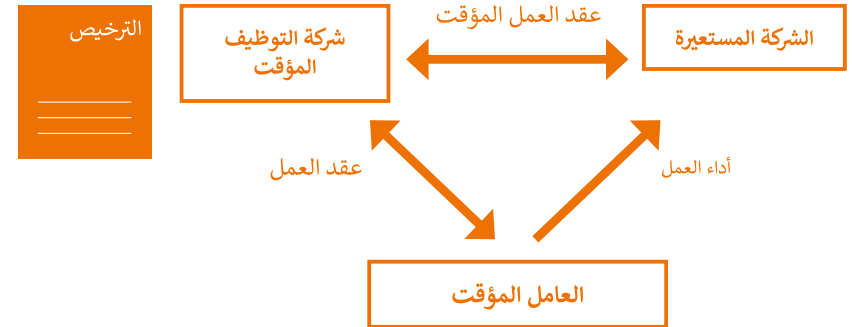 الترخيص
شركة التوظيف
المؤقت
عقد العمل المؤقت
الشركة المستعيرة
عقد العمل
أداء العمل
العامل المؤقت